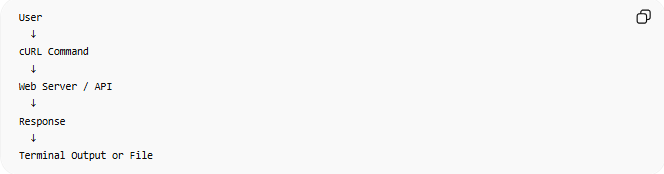 User
↓
cURL Command
↓
Web Server / API
↓
Response
↓
Terminal Output or File